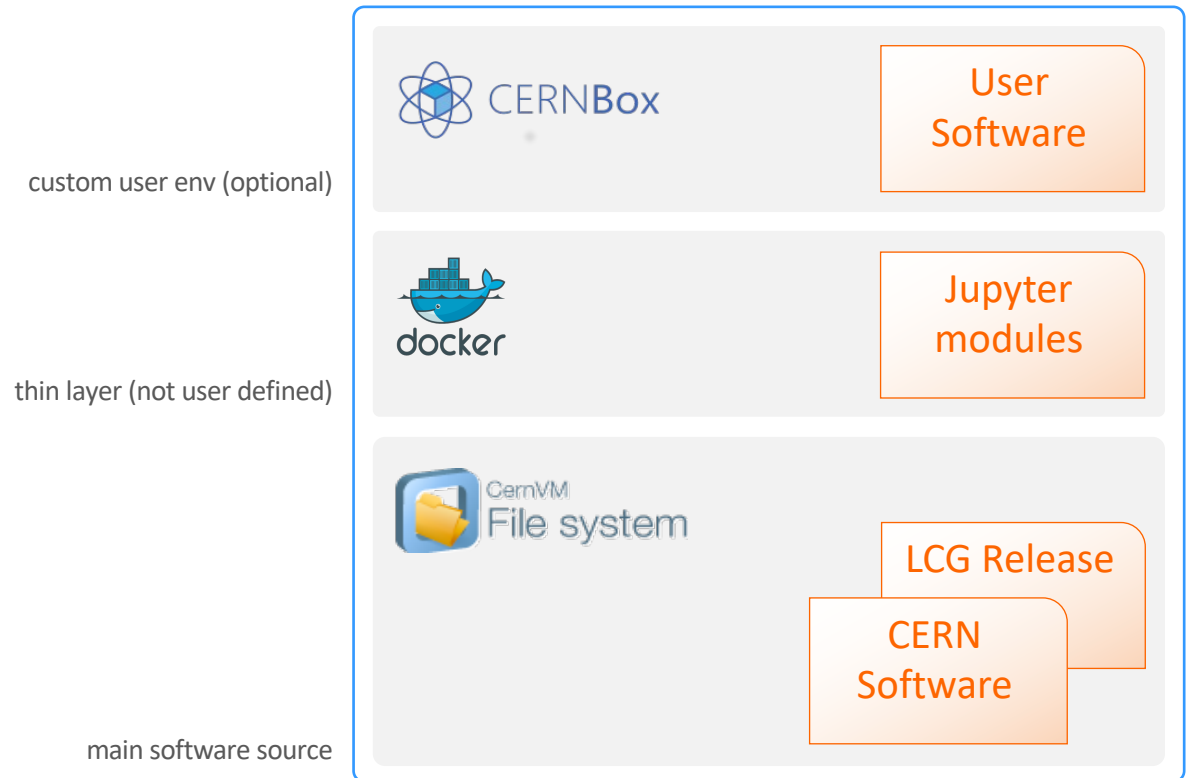 CERNBox
User
Software
custom user env (optional)
docker
Jupyter
modules
thin layer (not user defined)
CernVM
File system
LCG Release
CERN
Software
main software source